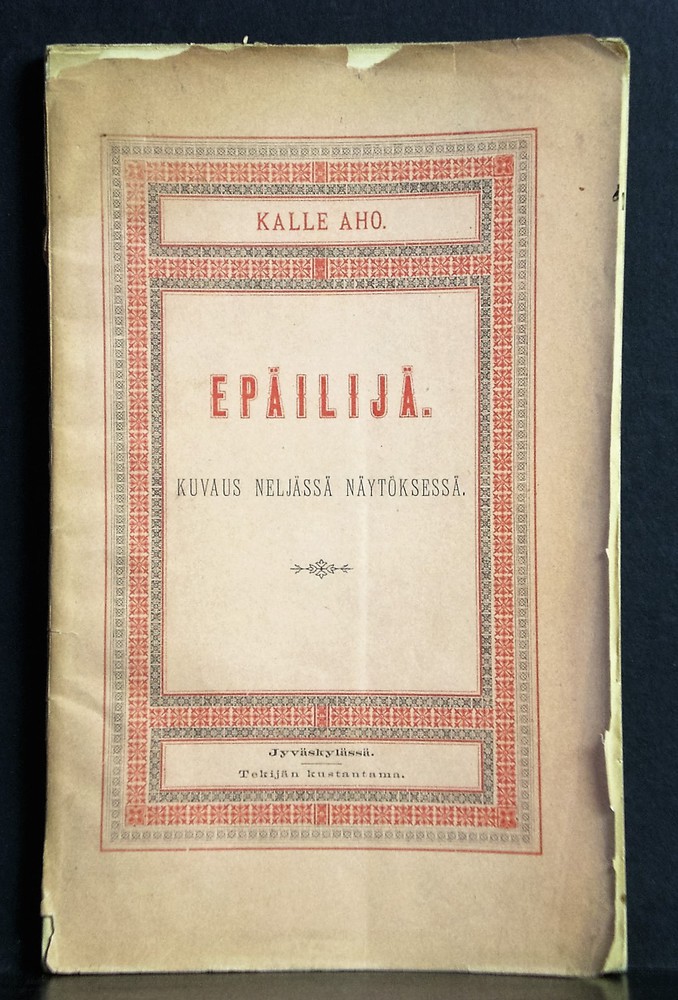 KALLE AHO.
EPÄILIJÄ.
KUVAUS NELJÄSSÄ NÄYTÖKSESSÄ.
Jyväskylässä.
Tekijän kustantama.